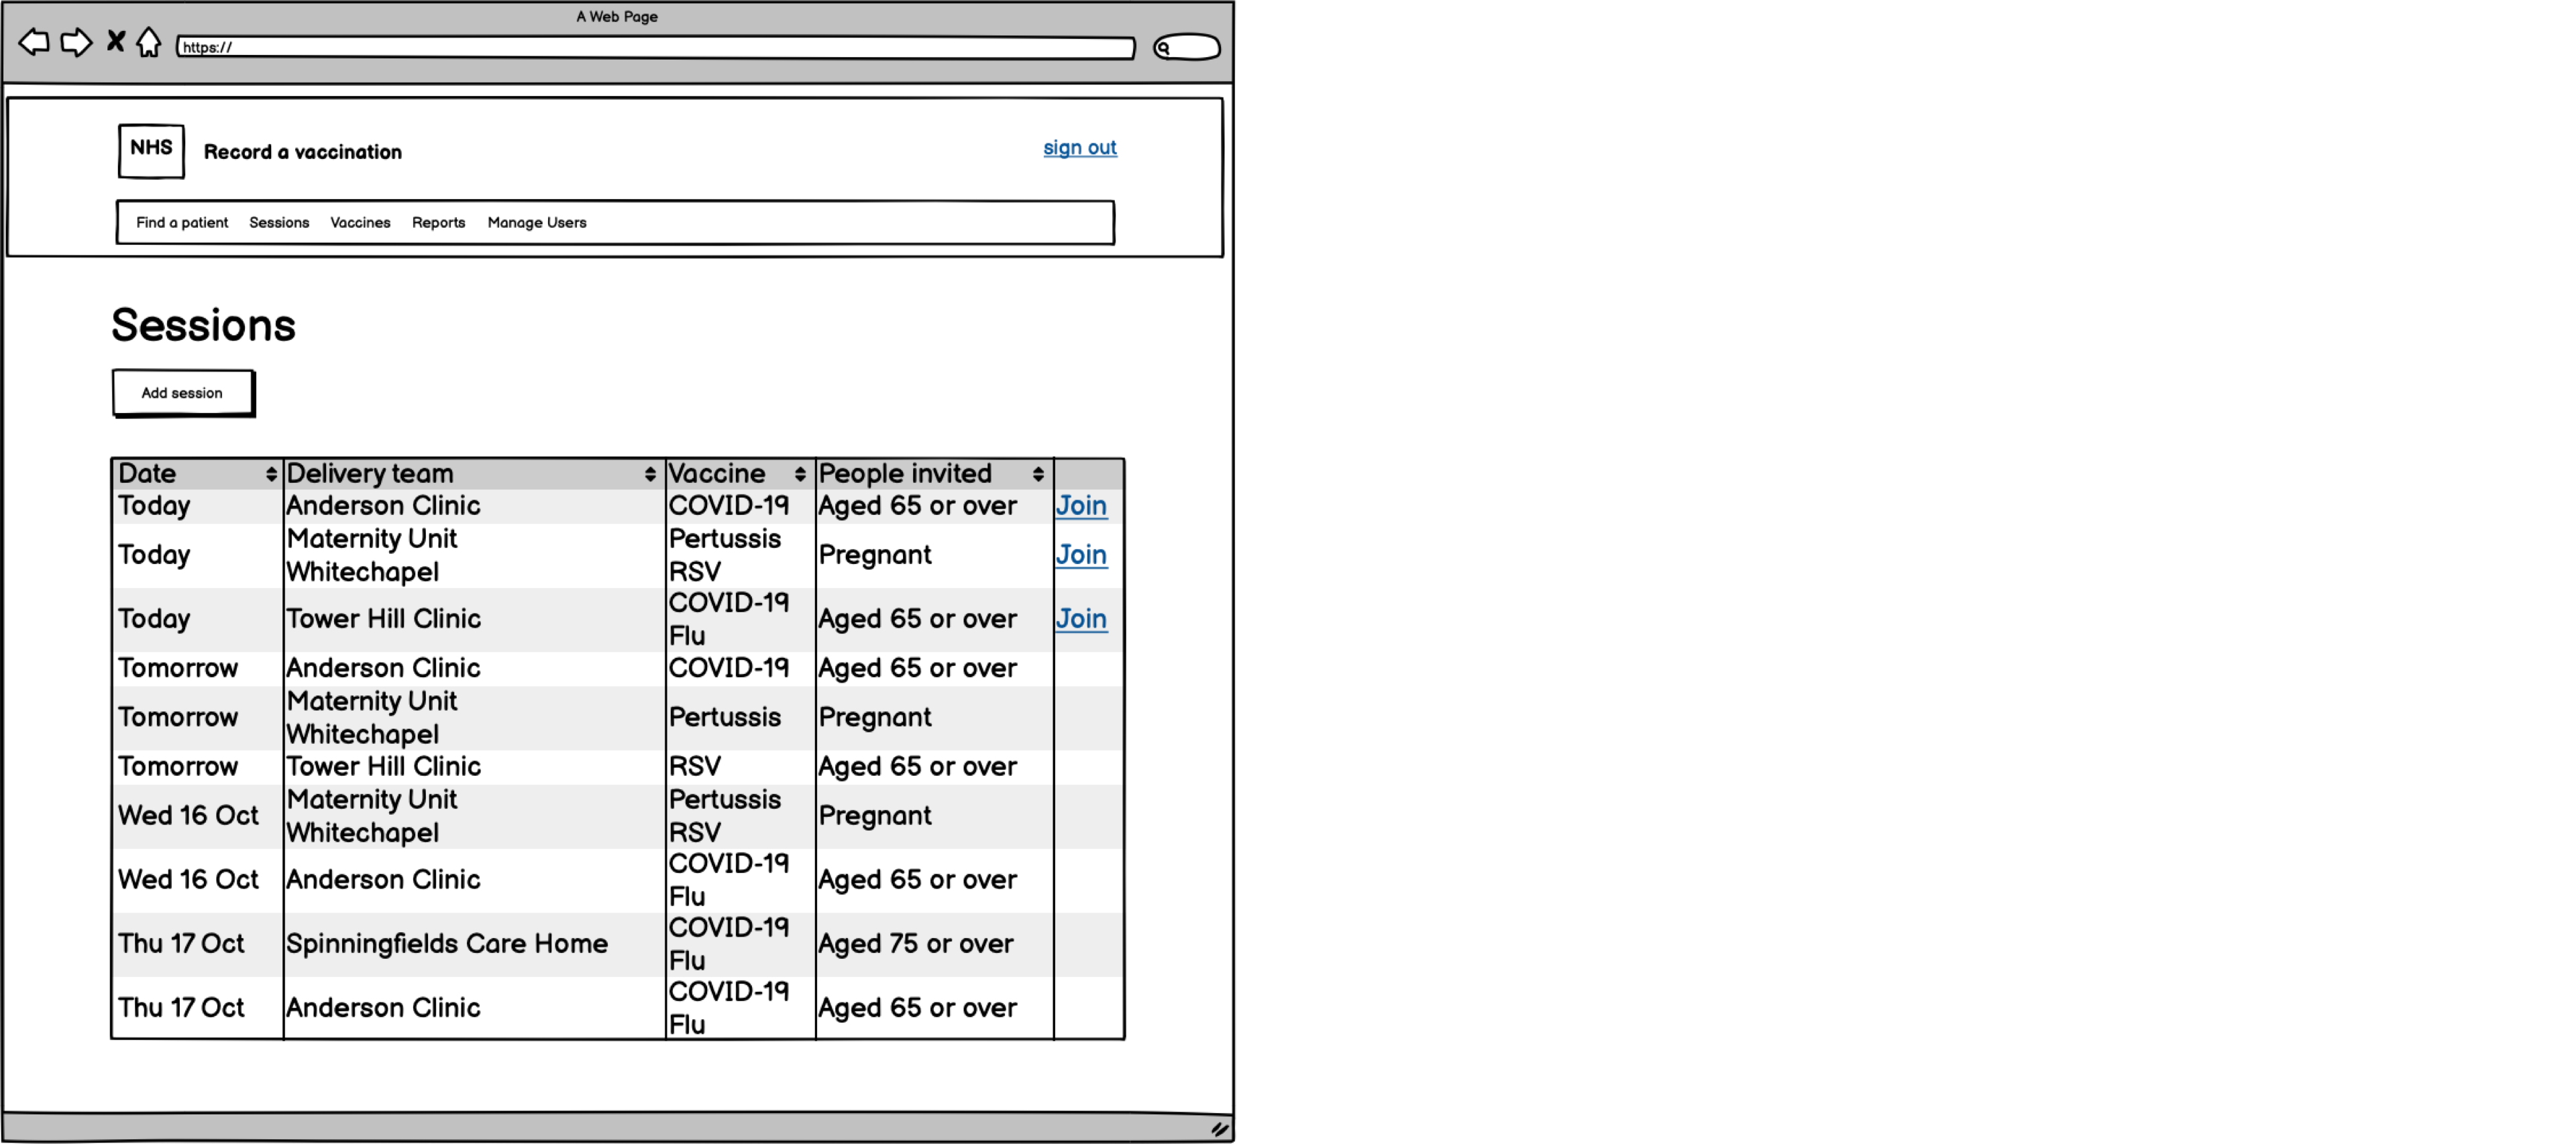 A Web Page
https://
NHS
Record a vaccination
sign out
Find a patient Sessions Vaccines Reports Manage Users
Sessions
Add session
Date Delivery team Vaccine People invited
Today Anderson Clinic COVID-19 Aged 65 or over Join
Today Maternity Unit Whitechapel Pertussis RSV Pregnant Join
Today Tower Hill Clinic COVID-19 Flu Aged 65 or over Join
Tomorrow Anderson Clinic COVID-19 Aged 65 or over
Tomorrow Maternity Unit Whitechapel Pertussis Pregnant
Tomorrow Tower Hill Clinic RSV Aged 65 or over
Wed 16 Oct Maternity Unit Whitechapel Pertussis RSV Pregnant
Wed 16 Oct Anderson Clinic COVID-19 Flu Aged 65 or over
Thu 17 Oct Spinningfields Care Home COVID-19 Flu Aged 75 or over
Thu 17 Oct Anderson Clinic COVID-19 Flu Aged 65 or over